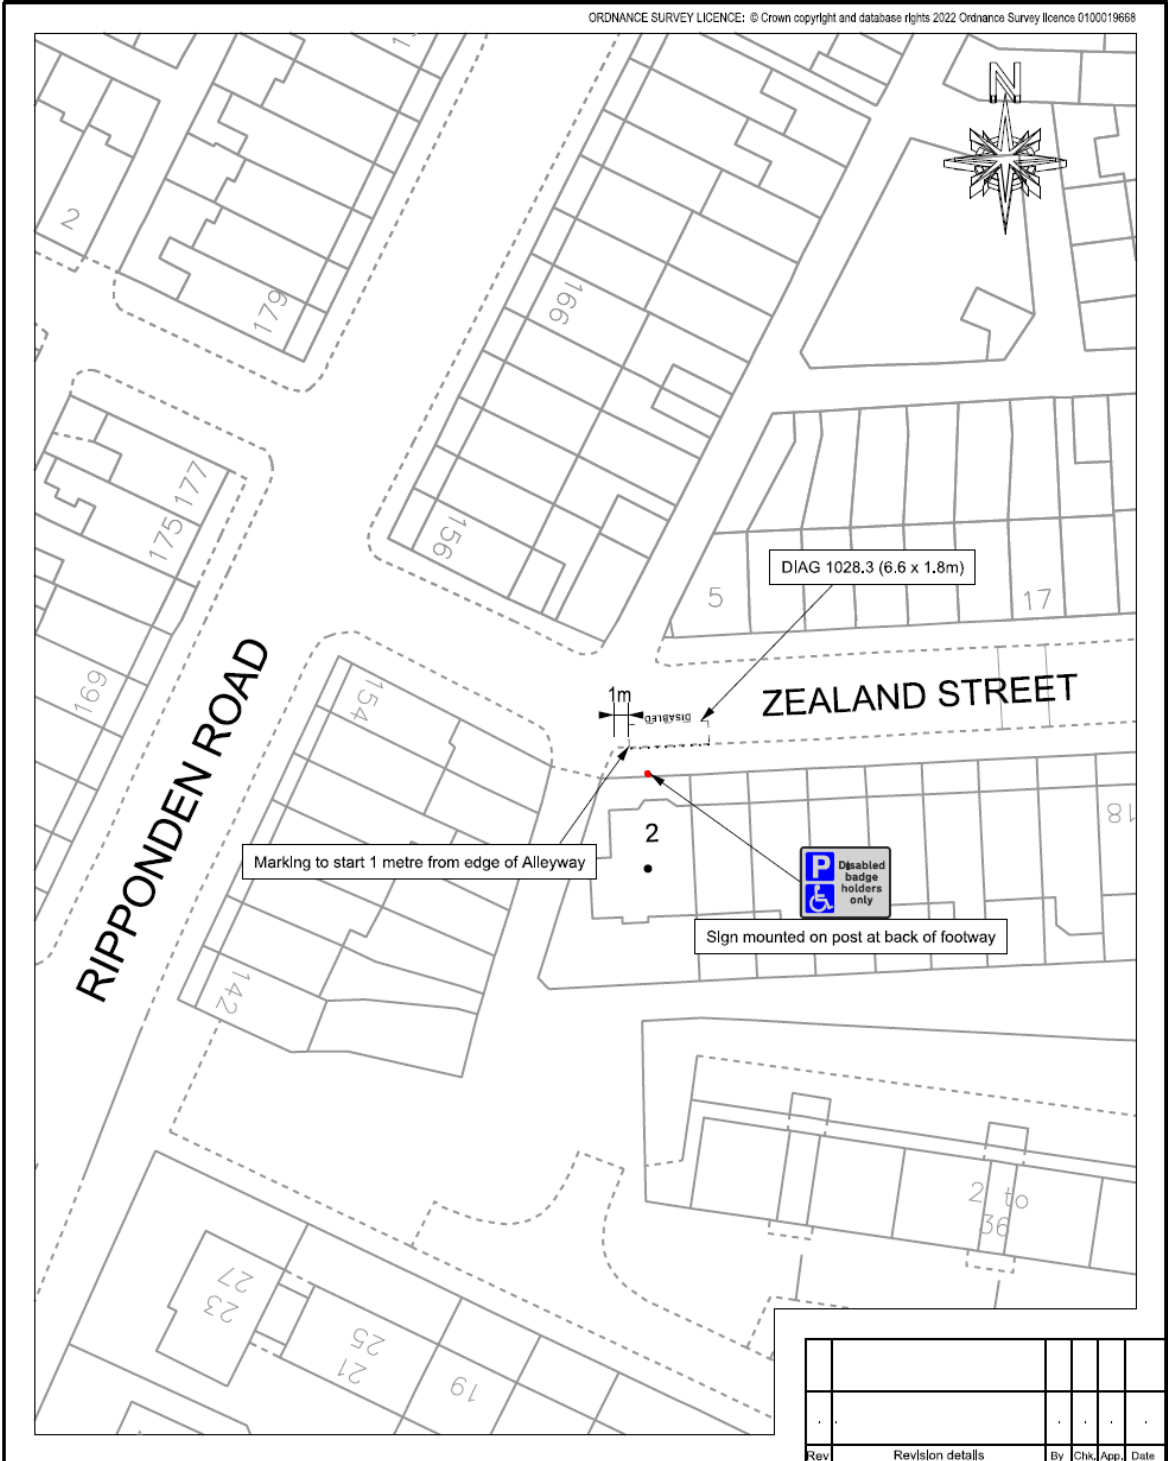 ORDNANCE SURVEY LICENCE: © Crown copyright and database rights 2022 Ordnance Survey licence 0100019668
N
2
179
166
177
175
156
DIAG 1028.3 (6.6 x 1.8m)
5
17
169
154
1m
DISABLED
ZEALAND STREET
RIPPONDEN ROAD
2
18
Marking to start 1 metre from edge of Alleyway
P
Disabled
badge
holders
only
Sign mounted on post at back of footway
142
2 to
36
27
23
25
21
19
Rev
Revision details
By
Chk.
App.
Date